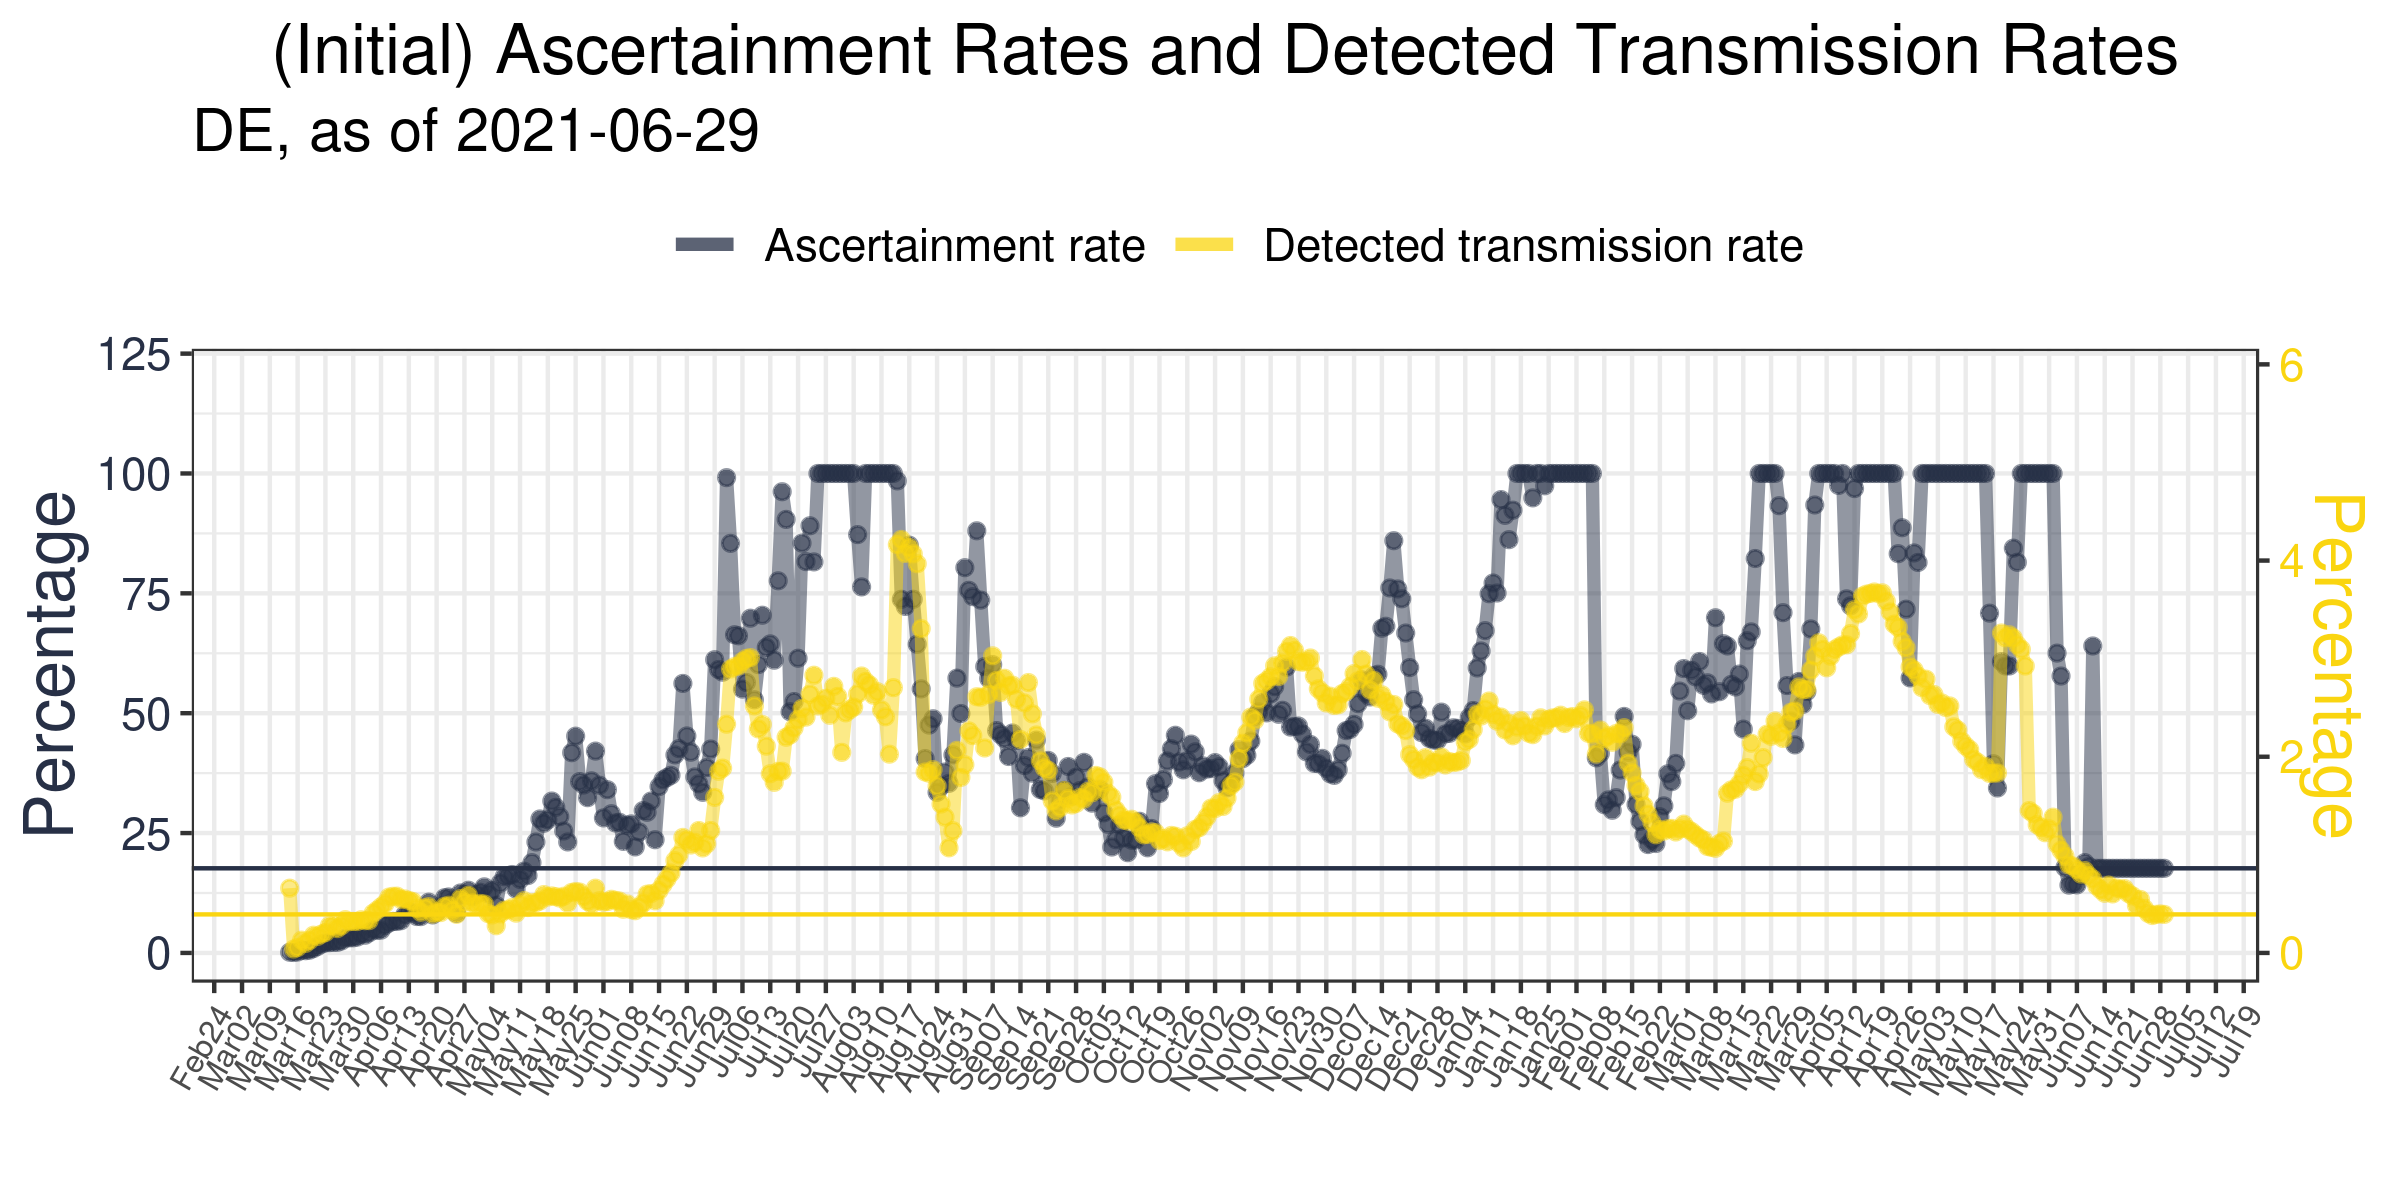 (Initial) Ascertainment Rates and Detected Transmission Rates
DE, as of 2021-06-29
Ascertainment rate
Detected transmission rate
125
100
75
50
25
0
Percentage
6
4
2
0
Percentage
Feb24
Mar02
Mar09
Mar16
Mar23
Mar30
Apr06
Apr13
Apr20
Apr27
May04
May11
May18
May25
Jun01
Jun08
Jun15
Jun22
Jun29
Jul06
Jul13
Jul20
Jul27
Aug03
Aug10
Aug17
Aug24
Aug31
Sep07
Sep14
Sep21
Sep28
Oct05
Oct12
Oct19
Oct26
Nov02
Nov09
Nov16
Nov23
Nov30
Dec07
Dec14
Dec21
Dec28
Jan04
Jan11
Jan18
Jan25
Feb01
Feb08
Feb15
Feb22
Mar01
Mar08
Mar15
Mar22
Mar29
Apr05
Apr12
Apr19
Apr26
May03
May10
May17
May24
May31
Jun07
Jun14
Jun21
Jun28
Jul05
Jul12
Jul19